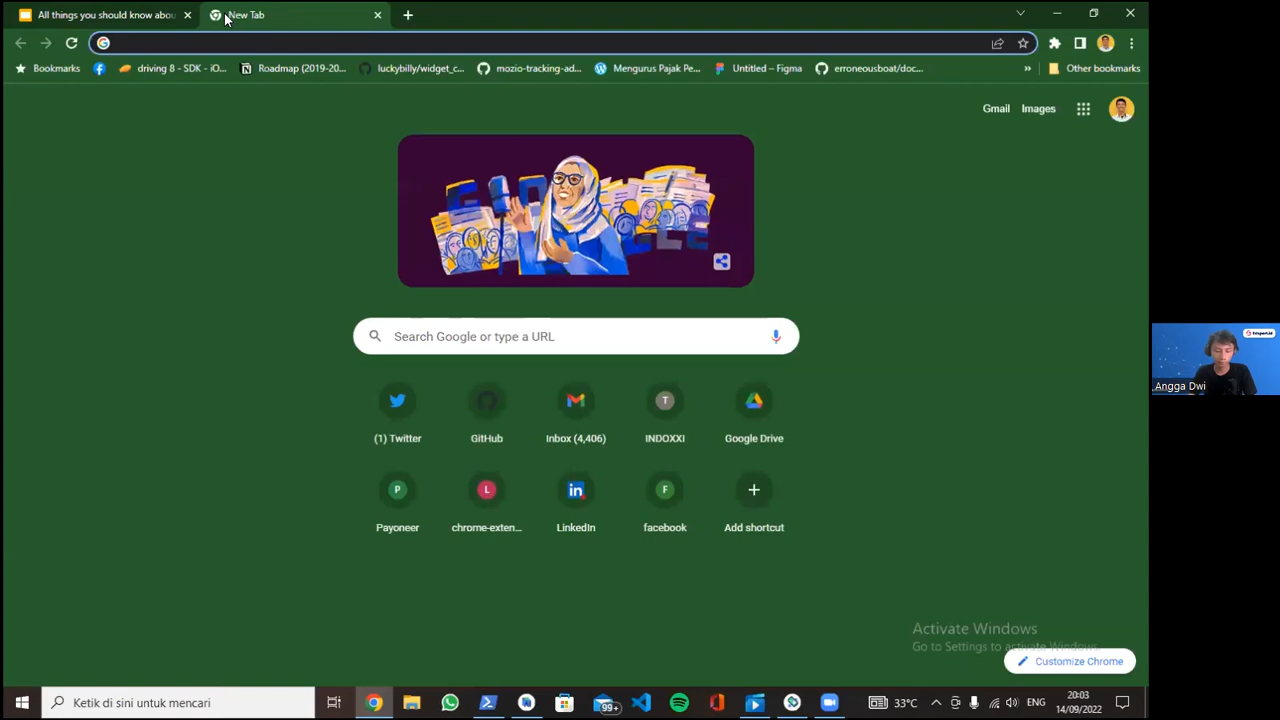 All things you should know abou
New Tab
Bookmarks
driving 8 - SDK - iO...
Roadmap (2019-20...
luckybilly/widget_c...
mozio-tracking-ad...
Mengurus Pajak Pe...
Untitled – Figma
erroneousboat/doc...
»
Other bookmarks
Gmail
Images
Search Google or type a URL
(1) Twitter
GitHub
Inbox (4,406)
INDOXXI
Google Drive
Payoneer
chrome-exten...
LinkedIn
facebook
Add shortcut
Angga Dwi
Activate Windows
Go to Settings to activate Windows.
Customize Chrome
Ketik di sini untuk mencari
99+
33°C
ENG
20:03
14/09/2022